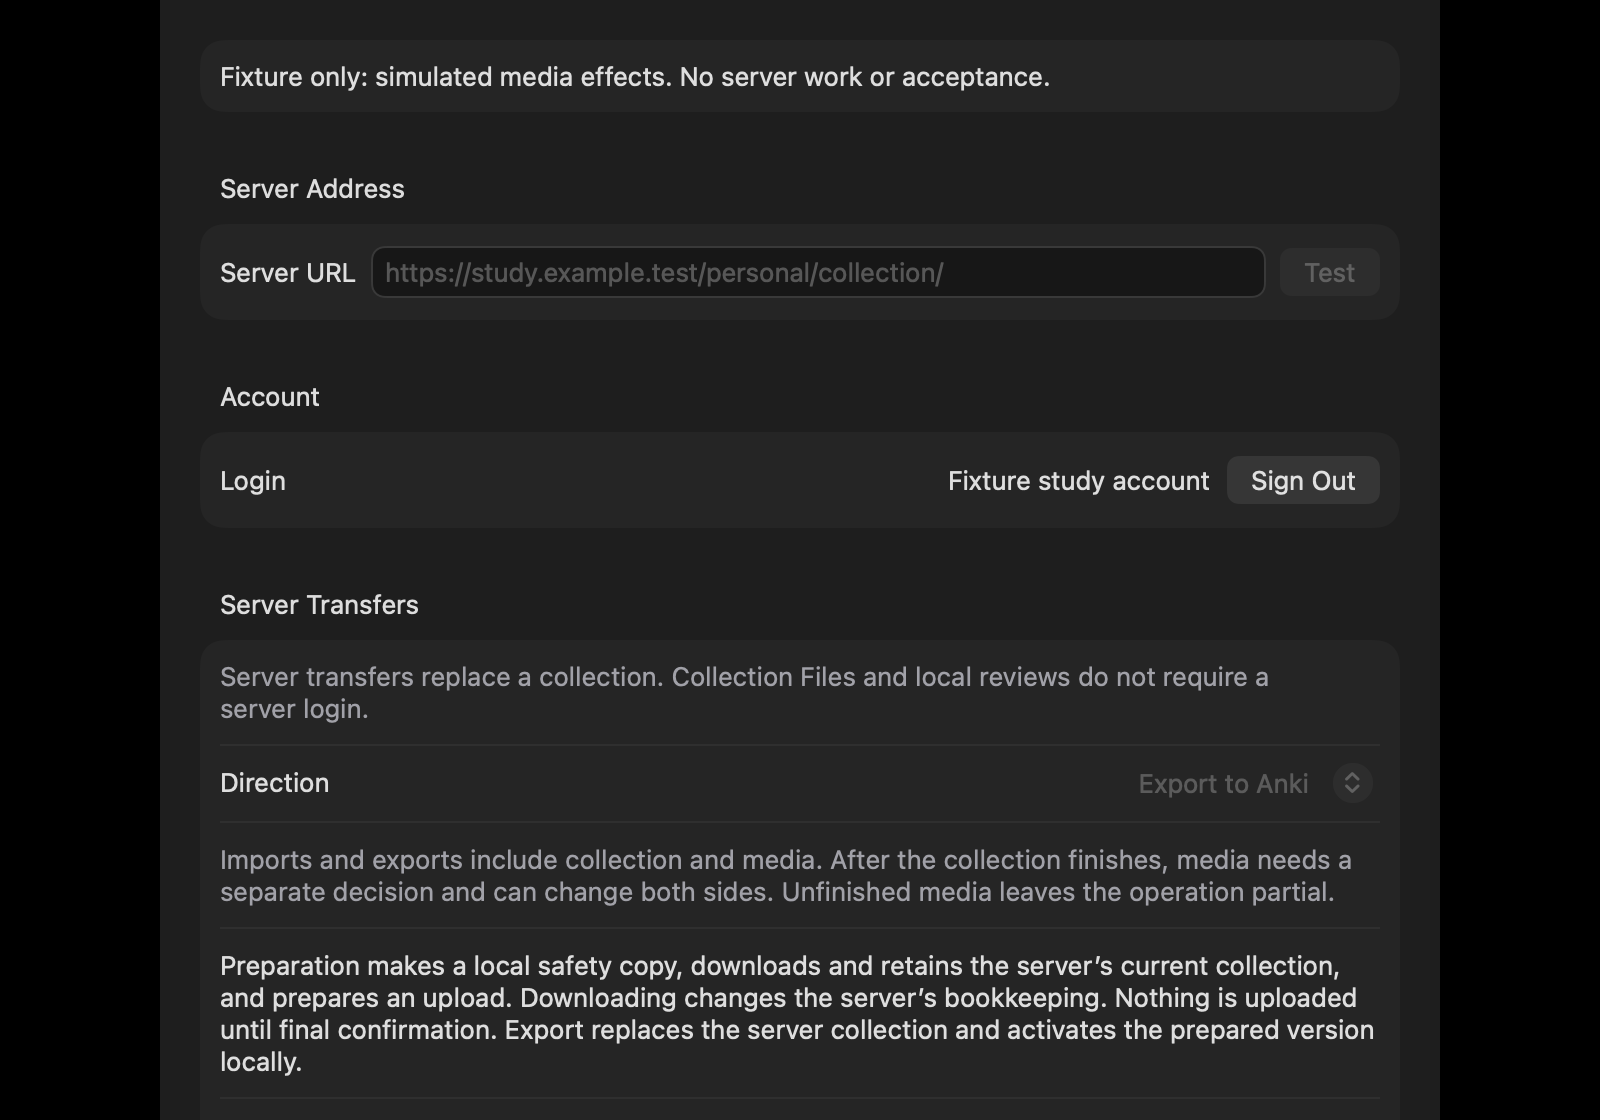 Fixture only: simulated media effects. No server work or acceptance.
Server Address
Server URL https://study.example.test/personal/collection/ Test
Account
Login Fixture study account Sign Out
Server Transfers
Server transfers replace a collection. Collection Files and local reviews do not require a
server login.
Direction Export to Anki
Imports and exports include collection and media. After the collection finishes, media needs a
separate decision and can change both sides. Unfinished media leaves the operation partial.
Preparation makes a local safety copy, downloads and retains the server’s current collection,
and prepares an upload. Downloading changes the server’s bookkeeping. Nothing is uploaded
until final confirmation. Export replaces the server collection and activates the prepared version
locally.